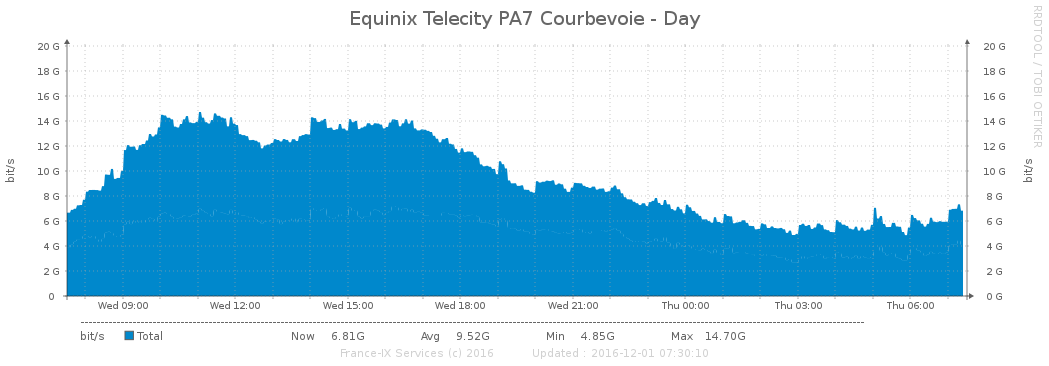 Equinix Telecity PA7 Courbevoie - Day
RRDTOOL / TOBI OETIKER
bit/s
20 G 20 G
18 G 18 G
16 G 16 G
14 G 14 G
12 G 12 G
10 G 10 G
8 G 8 G
6 G 6 G
4 G 4 G
2 G 2 G
0 0 G
bit/s
Wed 09:00 Wed 12:00 Wed 15:00 Wed 18:00 Wed 21:00 Thu 00:00 Thu 03:00 Thu 06:00
bit/s Total Now 6.81G Avg 9.52G Min 4.85G Max 14.70G
France-IX Services (c) 2016 Updated : 2016-12-01 07:30:10